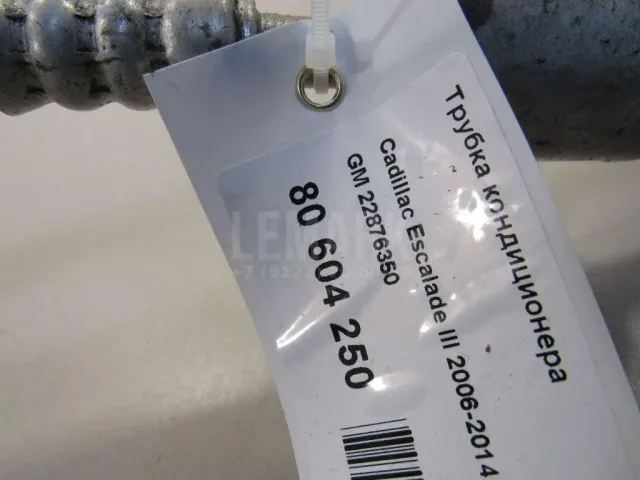 Трубка кондиционера
Cadillac Escalade III 2006-2014
GM 22876350
80 604 250